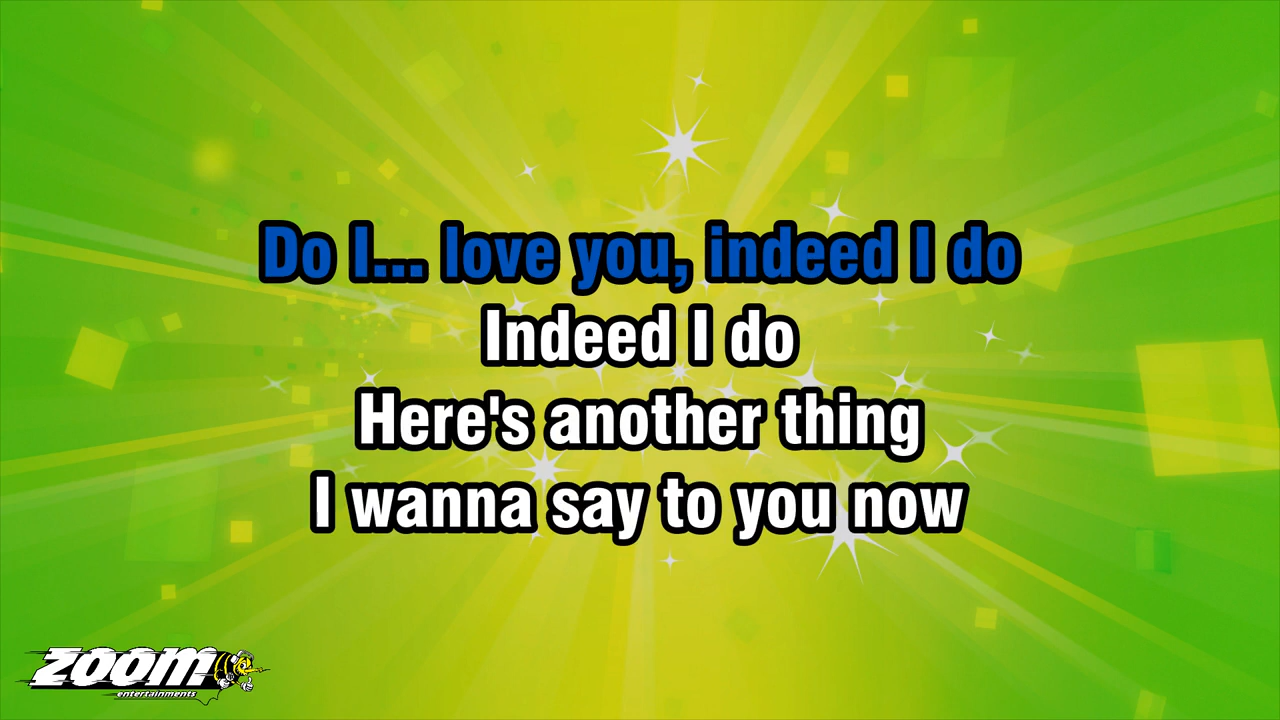 Do I... love you, indeed I do
Indeed I do
Here's another thing
I wanna say to you now
ZOOM
entertainments